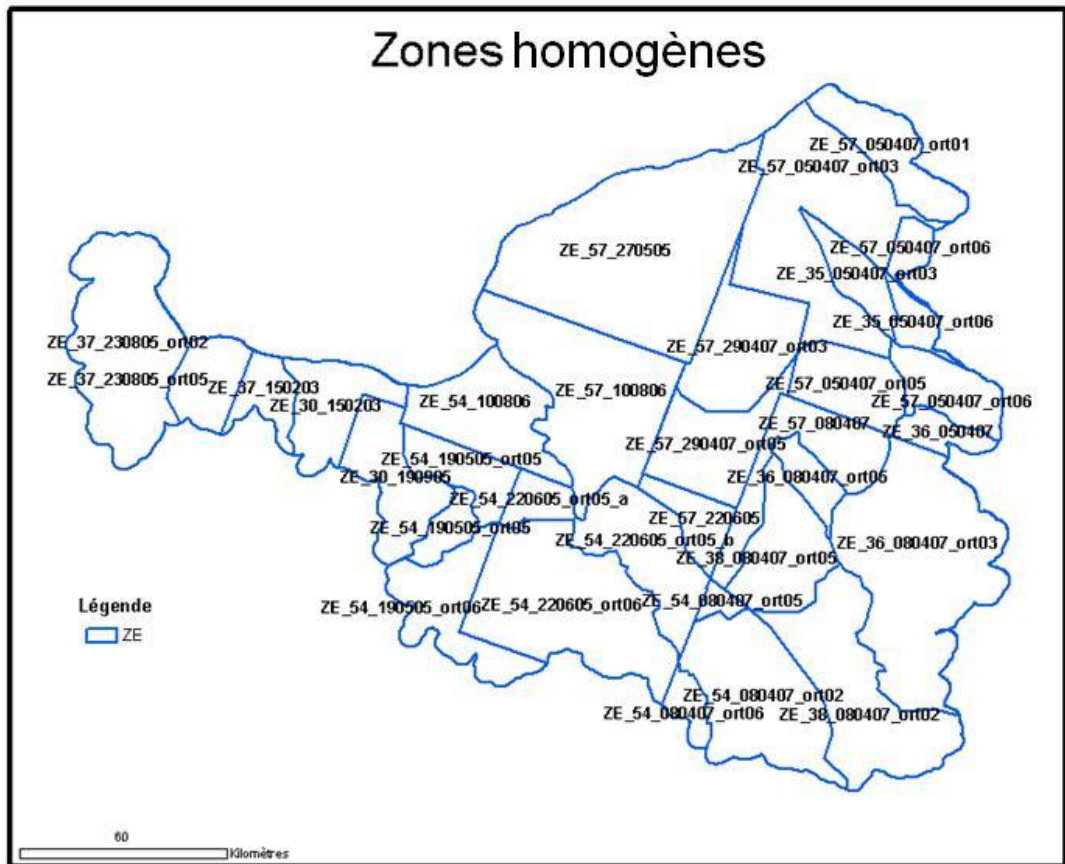 Zones homogènes
ZE_57_050407_ort01
ZE_57_050407_ort03
ZE_57_270505
ZE_57_050407_ort06
ZE_35_050407_ort03
ZE_35_050407_ort06
ZE_37_230805_ort02
ZE_57_290407_ort03
ZE_37_230805_ort05
ZE_37_150203
ZE_57_050407_ort05
ZE_57_100806
ZE_54_100806
ZE_57_050407_ort06
ZE_30_150203
ZE_57_080407
ZE_36_050407
ZE_57_290407_ort05
ZE_54_190505_ort05
ZE_30_190905
ZE_36_080407_ort05
ZE_54_220605_ort05_a
ZE_57_220605
ZE_54_190505_ort05
ZE_54_220605_ort05_b
ZE_36_080407_ort03
ZE_38_080407_ort05
ZE_54_080407_ort05
Légende
ZE_54_190505_ort06
ZE_54_220605_ort06
ZE
ZE_54_080407_ort02
ZE_54_080407_ort06
ZE_38_080407_ort02
60
Kilomètres